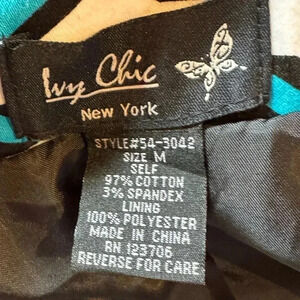 Ivy Chic
New York
STYLE#54-3042
SIZE M
SELF
97% COTTON
3% SPANDEX
LINING
100% POLYESTER
MADE IN CHINA
RN 123706
REVERSE FOR CARE